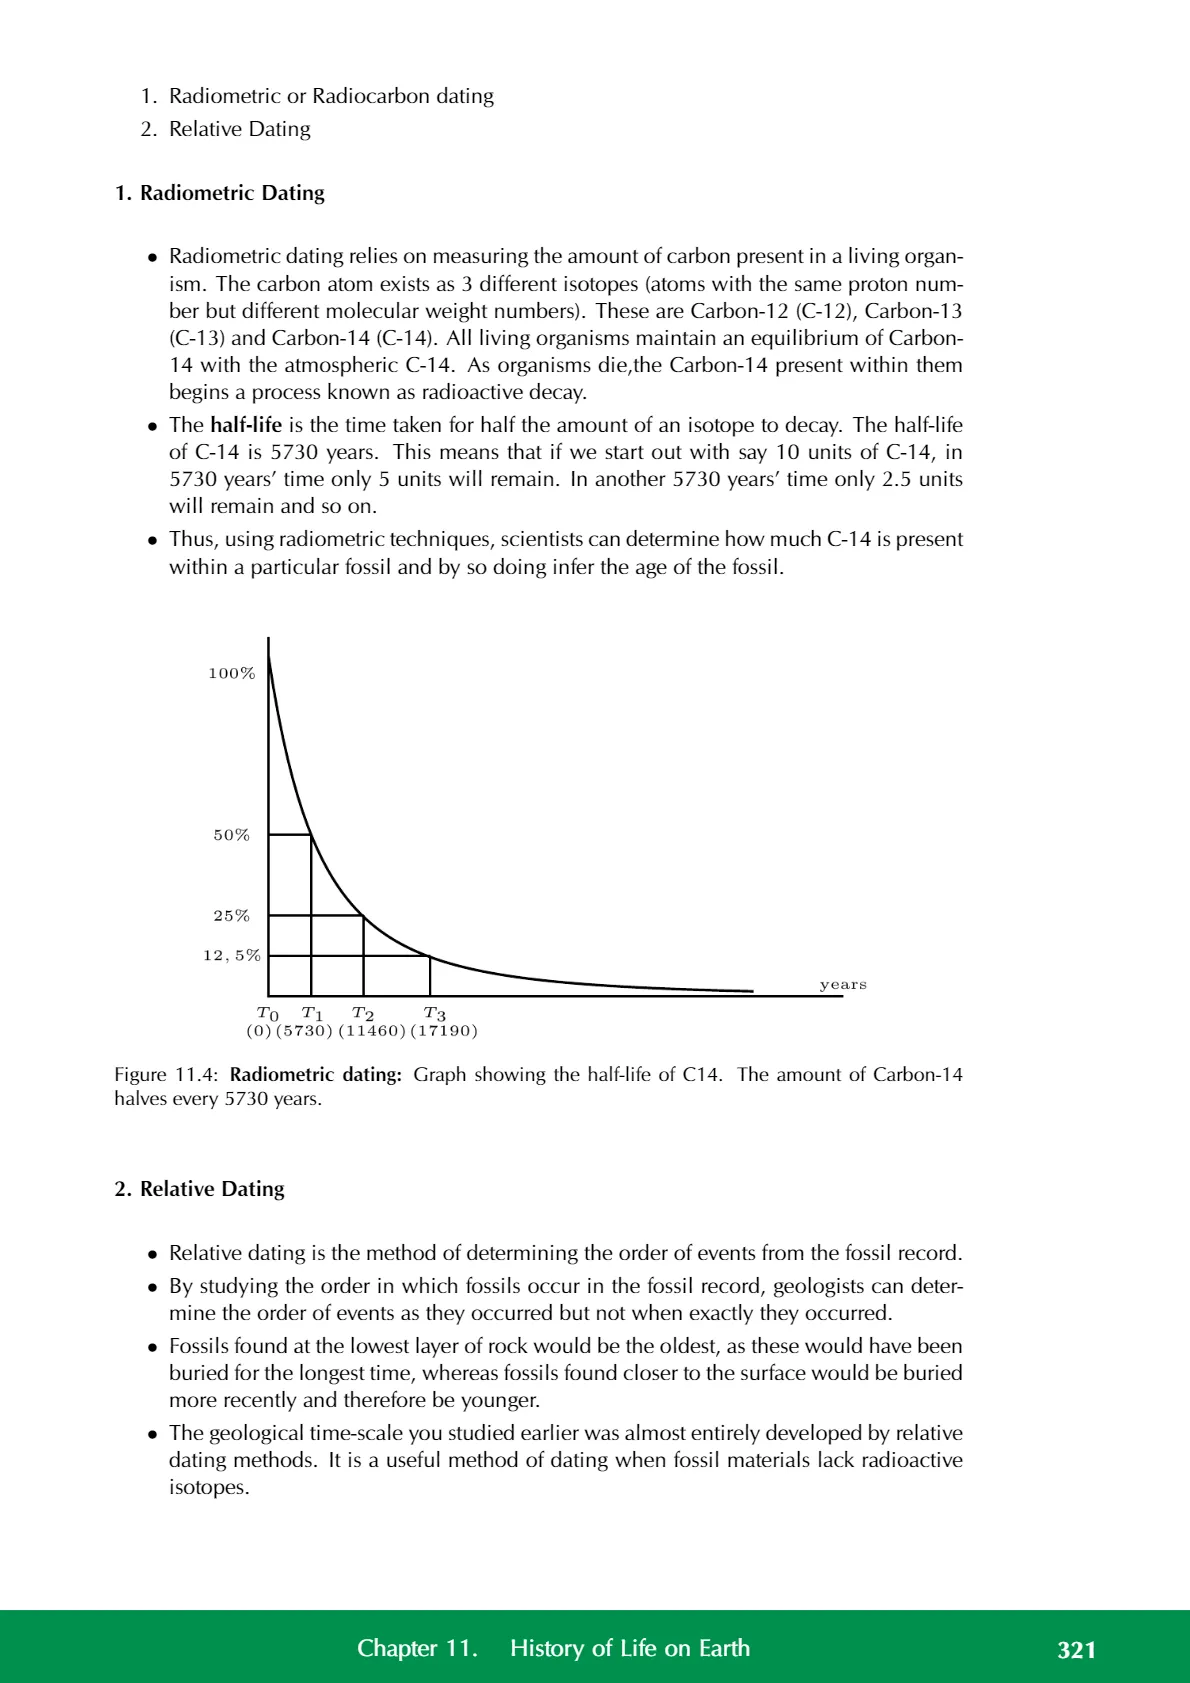 1. Radiometric or Radiocarbon dating
2. Relative Dating
1. Radiometric Dating
• Radiometric dating relies on measuring the amount of carbon present in a living organ-
ism. The carbon atom exists as 3 different isotopes (atoms with the same proton num-
ber but different molecular weight numbers). These are Carbon-12 (C-12), Carbon-13
(C-13) and Carbon-14 (C-14). All living organisms maintain an equilibrium of Carbon-
14 with the atmospheric C-14. As organisms die,the Carbon-14 present within them
begins a process known as radioactive decay.
• The half-life is the time taken for half the amount of an isotope to decay. The half-life
of C-14 is 5730 years. This means that if we start out with say 10 units of C-14, in
5730 years’ time only 5 units will remain. In another 5730 years’ time only 2.5 units
will remain and so on.
• Thus, using radiometric techniques, scientists can determine how much C-14 is present
within a particular fossil and by so doing infer the age of the fossil.
100%
50%
25%
12, 5%
years
T0 T1 T2 T3
(0) (5730) (11460) (17190)
Figure 11.4: Radiometric dating: Graph showing the half-life of C14. The amount of Carbon-14
halves every 5730 years.
2. Relative Dating
• Relative dating is the method of determining the order of events from the fossil record.
• By studying the order in which fossils occur in the fossil record, geologists can deter-
mine the order of events as they occurred but not when exactly they occurred.
• Fossils found at the lowest layer of rock would be the oldest, as these would have been
buried for the longest time, whereas fossils found closer to the surface would be buried
more recently and therefore be younger.
• The geological time-scale you studied earlier was almost entirely developed by relative
dating methods. It is a useful method of dating when fossil materials lack radioactive
isotopes.
Chapter 11. History of Life on Earth 321